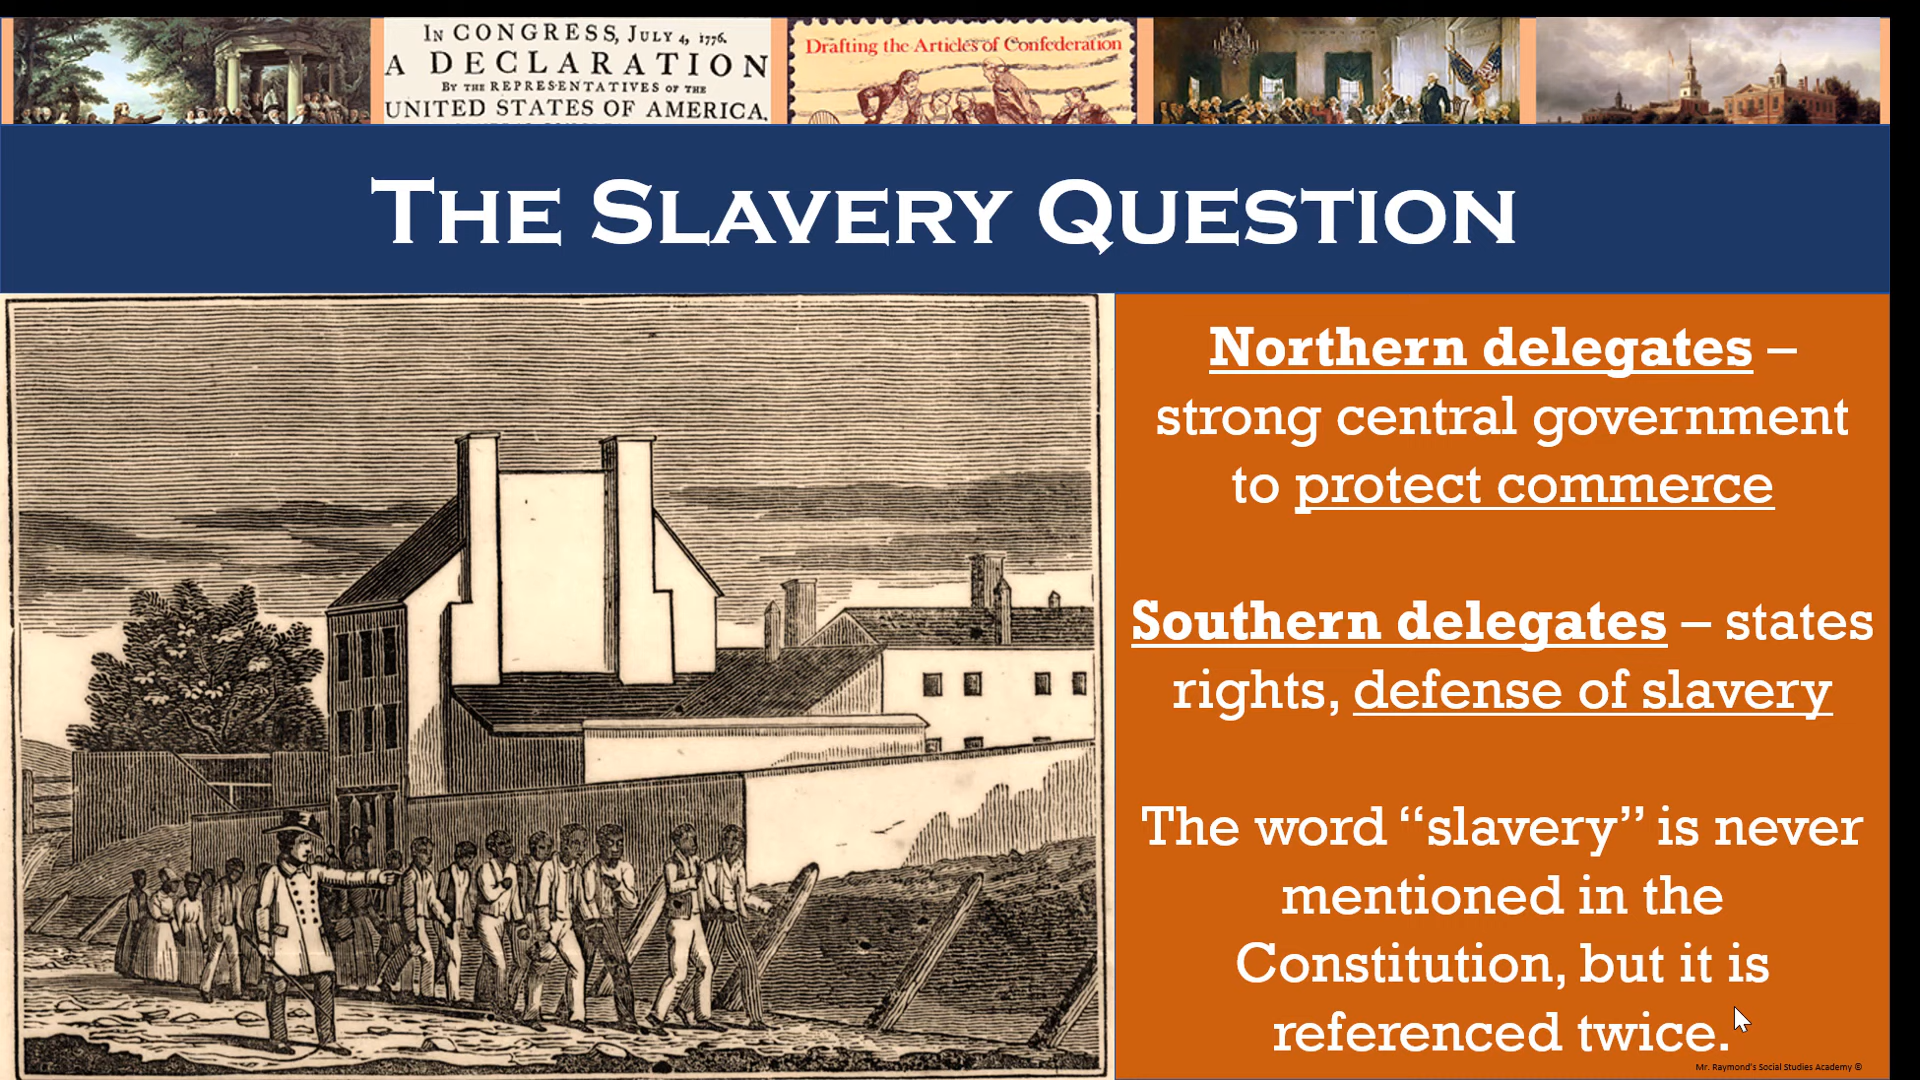 IN CONGRESS, JULY 4, 1776.
A DECLARATION
BY THE REPRESENTATIVES OF THE
UNITED STATES OF AMERICA,
Drafting the Articles of Confederation
THE SLAVERY QUESTION
Northern delegates –
strong central government
to protect commerce
Southern delegates – states
rights, defense of slavery
The word “slavery” is never
mentioned in the
Constitution, but it is
referenced twice.
Mr. Raymond's Social Studies Academy ©